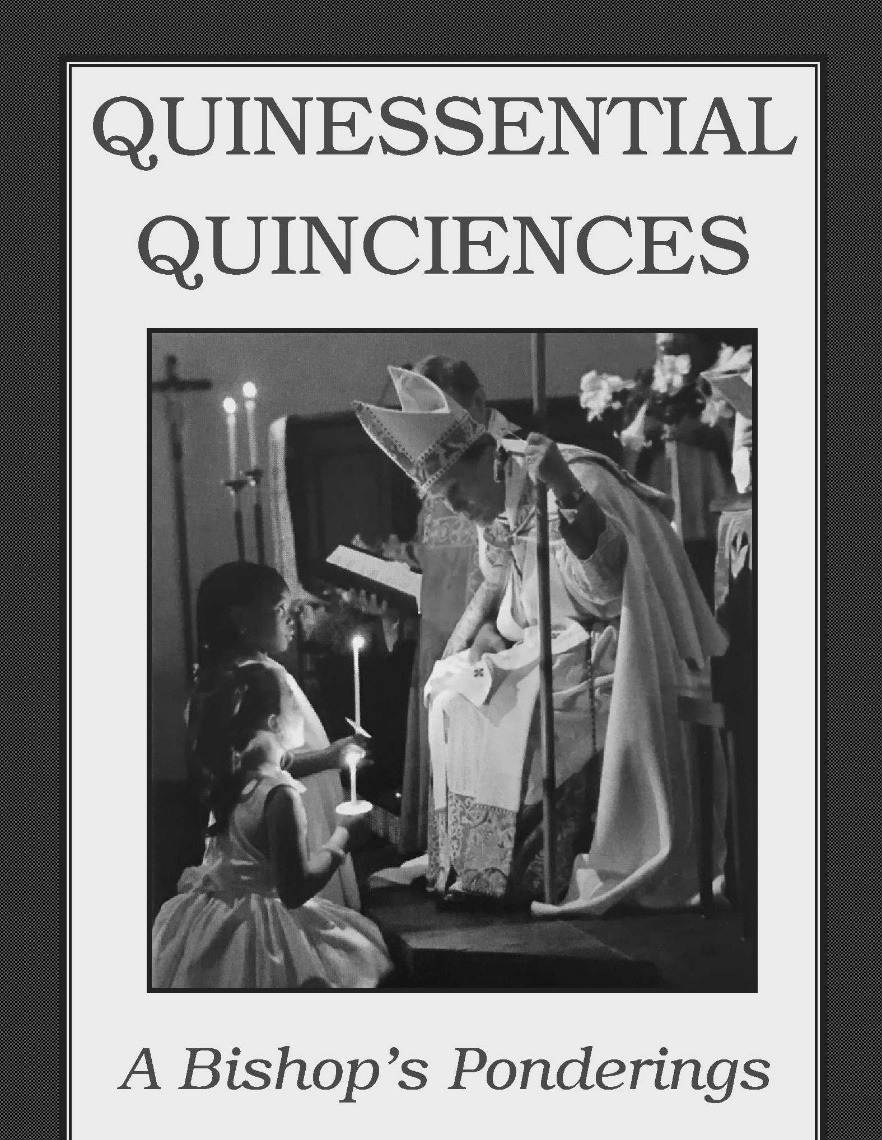 QUINESSENTIAL
QUINCIENCES
A Bishop’s Ponderings